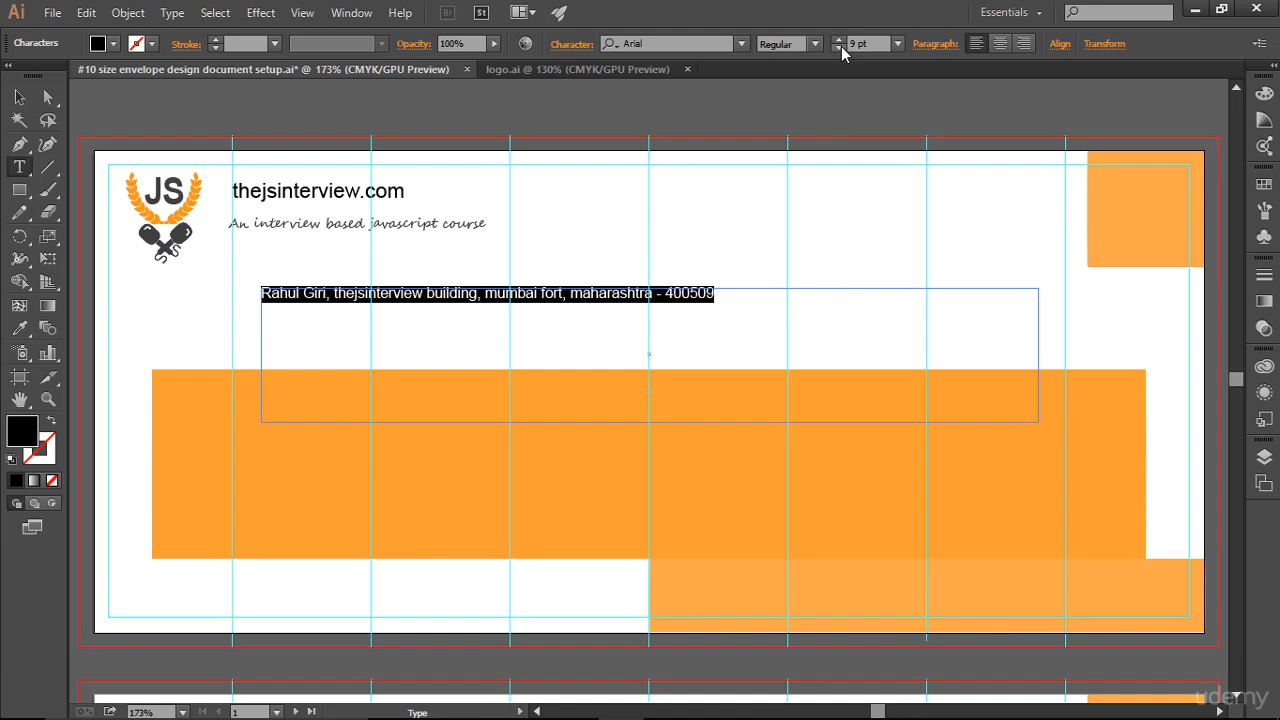 Ai File Edit Object Type Select Effect View Window Help Br St Essentials
Characters Stroke: Opacity: 100% Character: Arial Regular 9 pt Paragraph: Align Transform
#10 size envelope design document setup.ai* @ 173% (CMYK/GPU Preview) × logo.ai @ 130% (CMYK/GPU Preview) ×
JS
thejsinterview.com
An interview based javascript course
Rahul Giri, thejsinterview building, mumbai fort, maharashtra - 400509
T
173% 1 Type
udemy